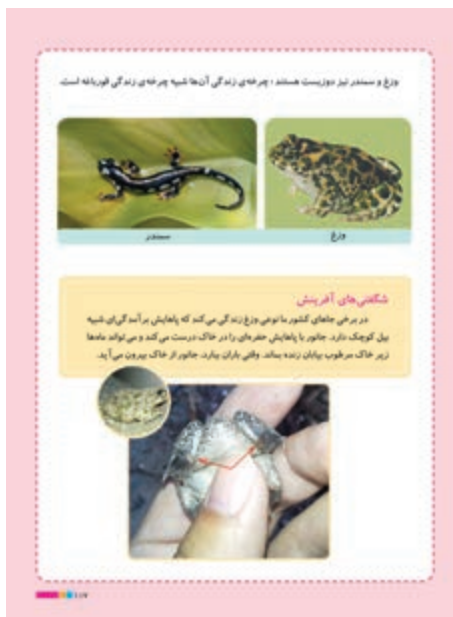 وزغ و سمندر نیز دوزیست هستند ؛ چرخه‌ی زندگی آن‌ها شبیه چرخه‌ی زندگی قورباغه است.
وزغ
سمندر
شگفتی‌های آفرینش
در برخی جاهای کشور ما نوعی وزغ زندگی می‌کند که پاهایش برآمدگی‌ای شبیه
بیل کوچک دارد. جانور با پاهایش حفره‌ای را در خاک درست می‌کند و می‌تواند ماه‌ها
زیر خاک مرطوب بیابان زنده بماند. وقتی باران ببارد، جانور از خاک بیرون می‌آید.